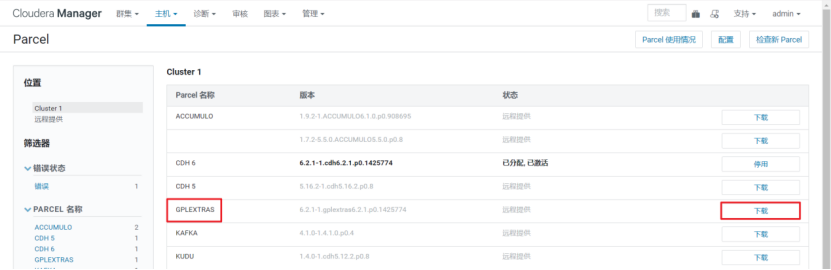 Cloudera Manager 群集 主机 诊断 审核 图表 管理 搜索 支持 admin
Parcel Parcel 使用情况 配置 检查新 Parcel
位置
Cluster 1
远程提供
筛选器
错误状态
错误 1
PARCEL 名称
ACCUMULO 2
CDH 5 1
CDH 6 1
GPLEXTRAS 1
Cluster 1
Parcel 名称 版本 状态
ACCUMULO 1.9.2-1.ACCUMULO6.1.0.p0.908695 远程提供 下载
1.7.2-5.5.0.ACCUMULO5.5.0.p0.8 远程提供 下载
CDH 6 6.2.1-1.cdh6.2.1.p0.1425774 已分配, 已激活 停用
CDH 5 5.16.2-1.cdh5.16.2.p0.8 远程提供 下载
GPLEXTRAS 6.2.1-1.gplextras6.2.1.p0.1425774 远程提供 下载
KAFKA 4.1.0-1.4.1.0.p0.4 远程提供 下载
KUDU 1.4.0-1.cdh5.12.2.p0.8 远程提供 下载